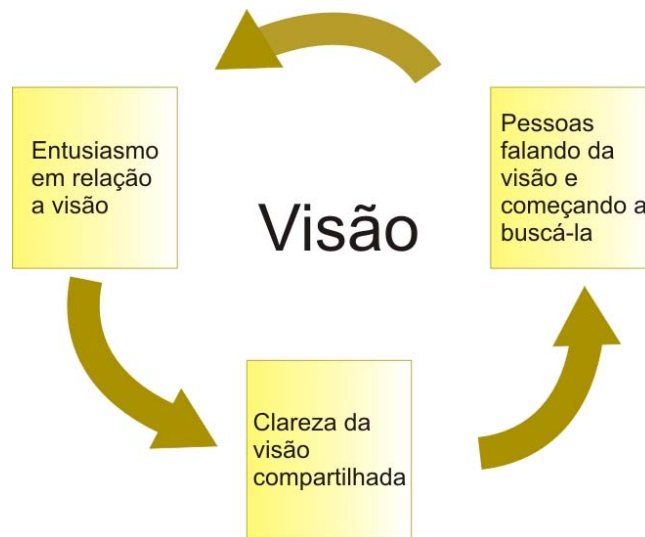 Entusiasmo
em relação
a visão
Visão
Pessoas
falando da
visão e
começando a
buscá-la
Clareza da
visão
compartilhada